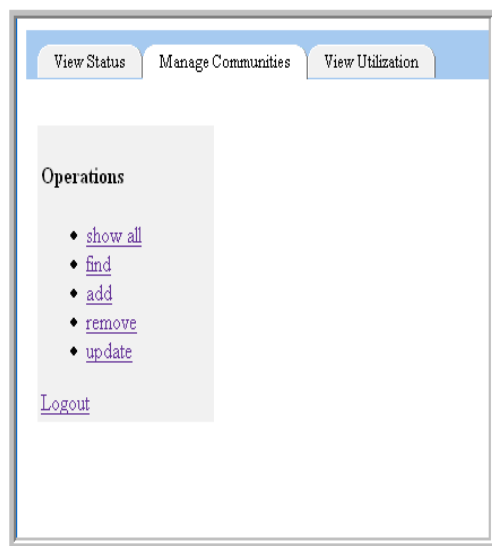 View Status Manage Communities View Utilization
Operations
show all
find
add
remove
update
Logout